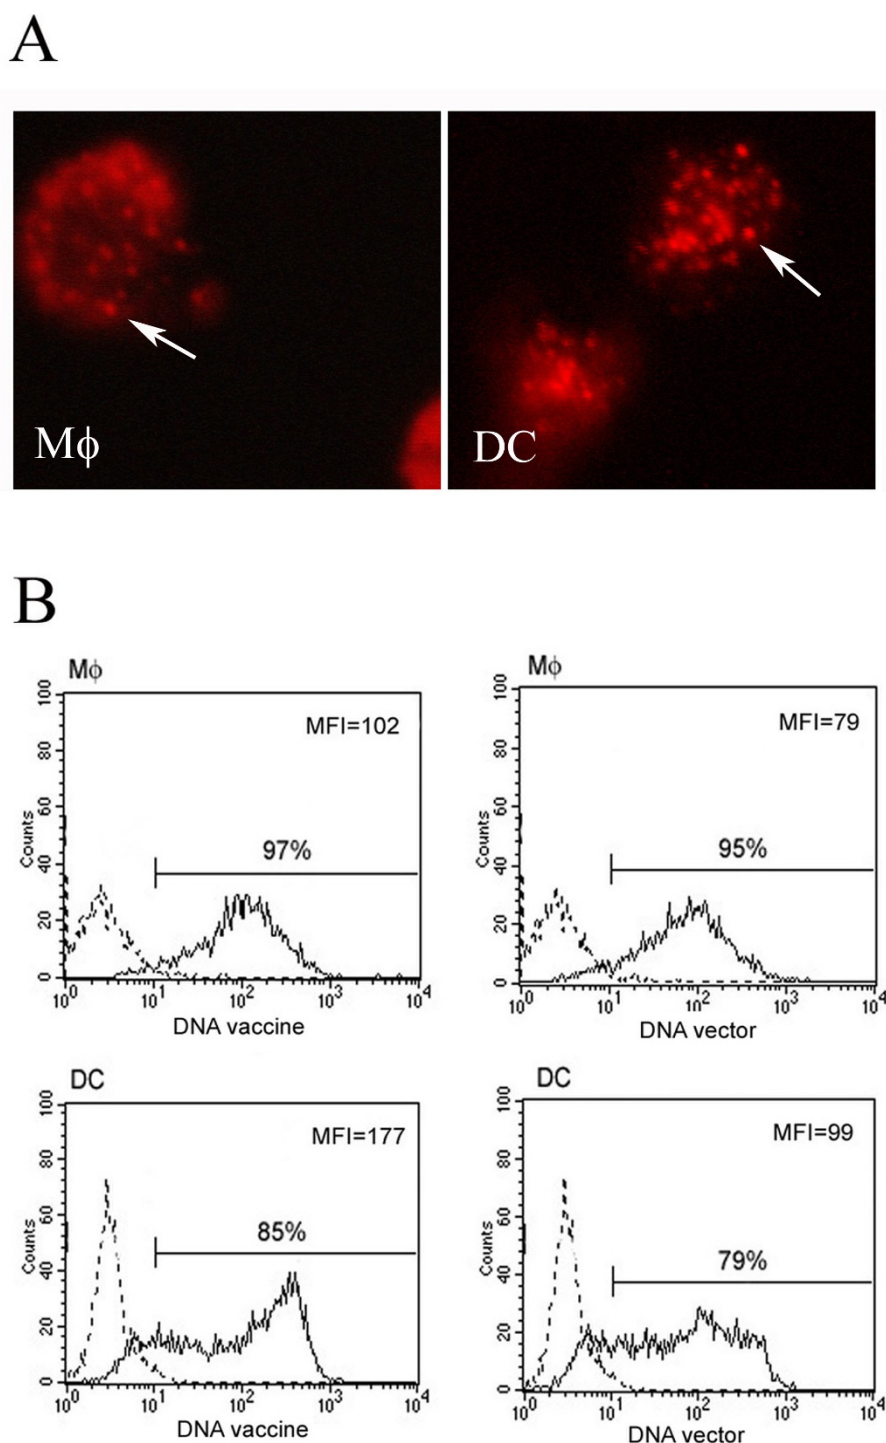 A
Mϕ
DC
B
Mϕ
MFI=102
97%
Counts
0 20 40 60 80 100
10⁰ 10¹ 10² 10³ 10⁴
DNA vaccine
Mϕ
MFI=79
95%
Counts
0 20 40 60 80 100
10⁰ 10¹ 10² 10³ 10⁴
DNA vector
DC
MFI=177
85%
Counts
0 20 40 60 80 100
10⁰ 10¹ 10² 10³ 10⁴
DNA vaccine
DC
MFI=99
79%
Counts
0 20 40 60 80 100
10⁰ 10¹ 10² 10³ 10⁴
DNA vector